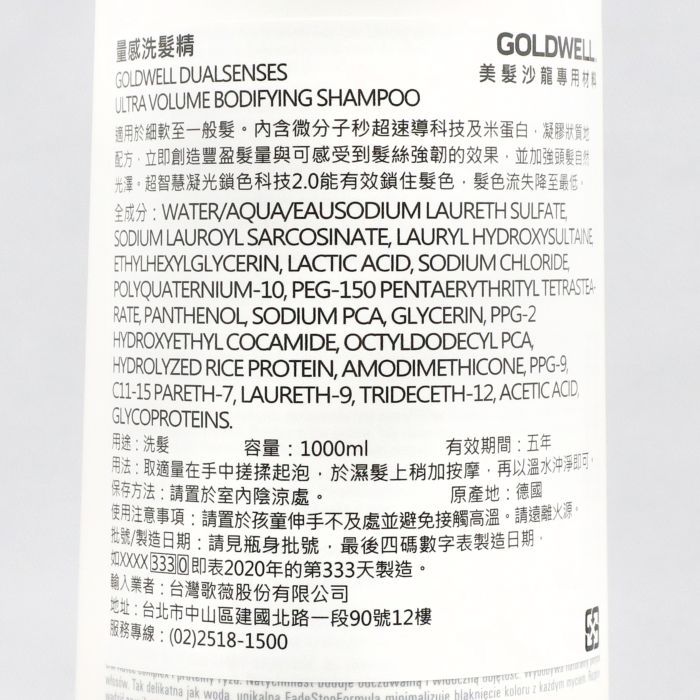 量感洗髮精
GOLDWELL
GOLDWELL DUALSENSES
美髮沙龍專用材料
ULTRA VOLUME BODIFYING SHAMPOO
適用於細軟至一般髮。內含微分子秒超速導科技及米蛋白，凝膠狀質地
配方，立即創造豐盈髮量與可感受到髮絲強韌的效果，並加強頭髮自然
光澤。超智慧凝光鎖色科技2.0能有效鎖住髮色，髮色流失降至最低。
全成分：WATER/AQUA/EAUSODIUM LAURETH SULFATE,
SODIUM LAUROYL SARCOSINATE, LAURYL HYDROXYSULTAINE
ETHYLHEXYLGLYCERIN, LACTIC ACID, SODIUM CHLORIDE,
POLYQUATERNIUM-10, PEG-150 PENTAERYTHRITYL TETRASTEA-
RATE, PANTHENOL, SODIUM PCA, GLYCERIN, PPG-2
HYDROXYETHYL COCAMIDE, OCTYLDODECYL PCA,
HYDROLYZED RICE PROTEIN, AMODIMETHICONE, PPG-9,
C11-15 PARETH-7, LAURETH-9, TRIDECETH-12, ACETIC ACID,
GLYCOPROTEINS.
用途：洗髮 容量：1000ml 有效期間：五年
用法：取適量在手中搓揉起泡，於濕髮上稍加按摩，再以溫水沖淨即可。
保存方法：請置於室內陰涼處。 原產地：德國
使用注意事項：請置於孩童伸手不及處並避免接觸高溫。請遠離火源。
批號/製造日期：請見瓶身批號，最後四碼數字表製造日期，
如XXXX3330即表2020年的第333天製造。
輸入業者：台灣歌薇股份有限公司
地址：台北市中山區建國北路一段90號12樓
服務專線：(02)2518-1500
włosów. Tak delikatna jak woda, unikalna FadeStopFormula minimalizuje blaknięcie koloru z każdym myciem.